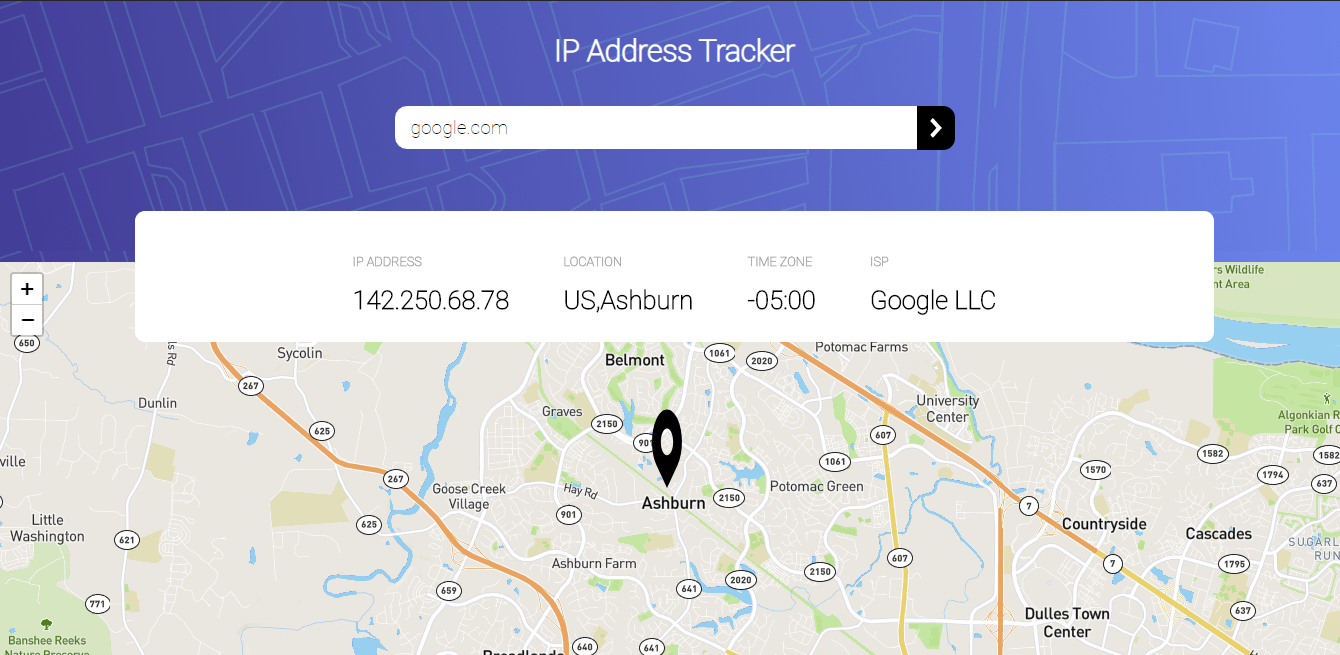 IP Address Tracker
google.com
IP ADDRESS
LOCATION
TIME ZONE
ISP
142.250.68.78
US,Ashburn
-05:00
Google LLC
+
−
rs Wildlife
nt Area
650
ls Rd
Sycolin
Belmont
1061
2020
Potomac Farms
267
Dunlin
Graves
2150
University
Center
Algonkian R
Park Golf C
625
901
607
ville
1061
1582
1582
267
1570
1794
637
Goose Creek
Village
Hay Rd
Potomac Green
2150
Ashburn
7
Little
Washington
625
901
Countryside
Cascades
621
SUGARL
RUN
Ashburn Farm
607
7
1795
2150
2020
641
659
771
637
Dulles Town
Center
Banshee Reeks
Nature Preserve
640
641
Broadlands